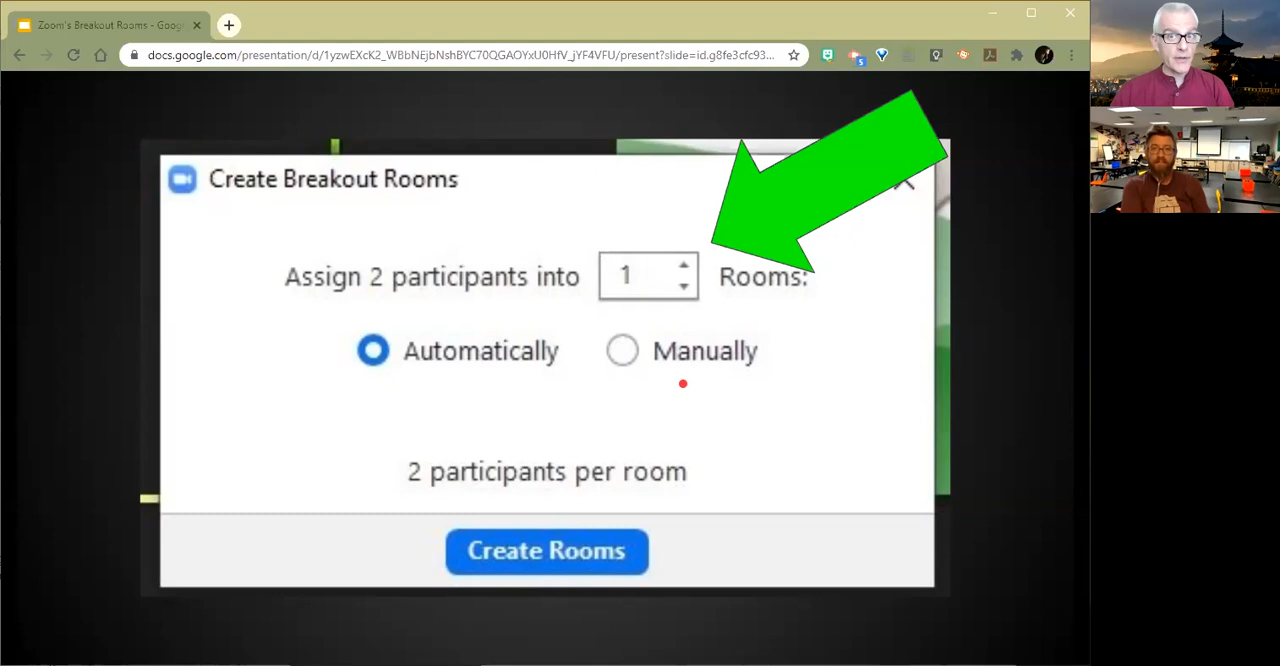 Zoom's Breakout Rooms - Goog
docs.google.com/presentation/d/1yzwEXcK2_WBbNEjbNshBYC70QGAOYxU0HfV_jYF4VFU/present?slide=id.g8fe3cfc93...
5
Create Breakout Rooms
Assign 2 participants into 1 Rooms:
Automatically Manually
2 participants per room
Create Rooms